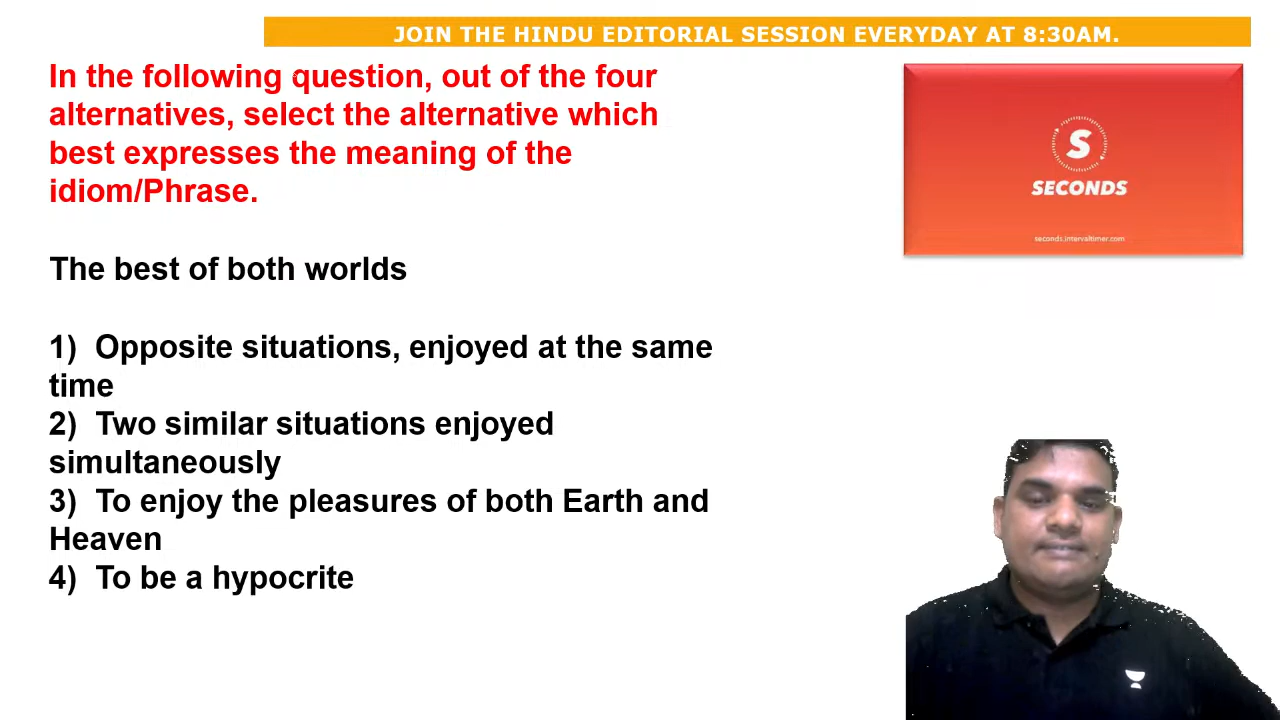 JOIN THE HINDU EDITORIAL SESSION EVERYDAY AT 8:30AM.
In the following question, out of the four
alternatives, select the alternative which
best expresses the meaning of the
idiom/Phrase.
The best of both worlds
1) Opposite situations, enjoyed at the same
time
2) Two similar situations enjoyed
simultaneously
3) To enjoy the pleasures of both Earth and
Heaven
4) To be a hypocrite
S
SECONDS
seconds.intervaltimer.com